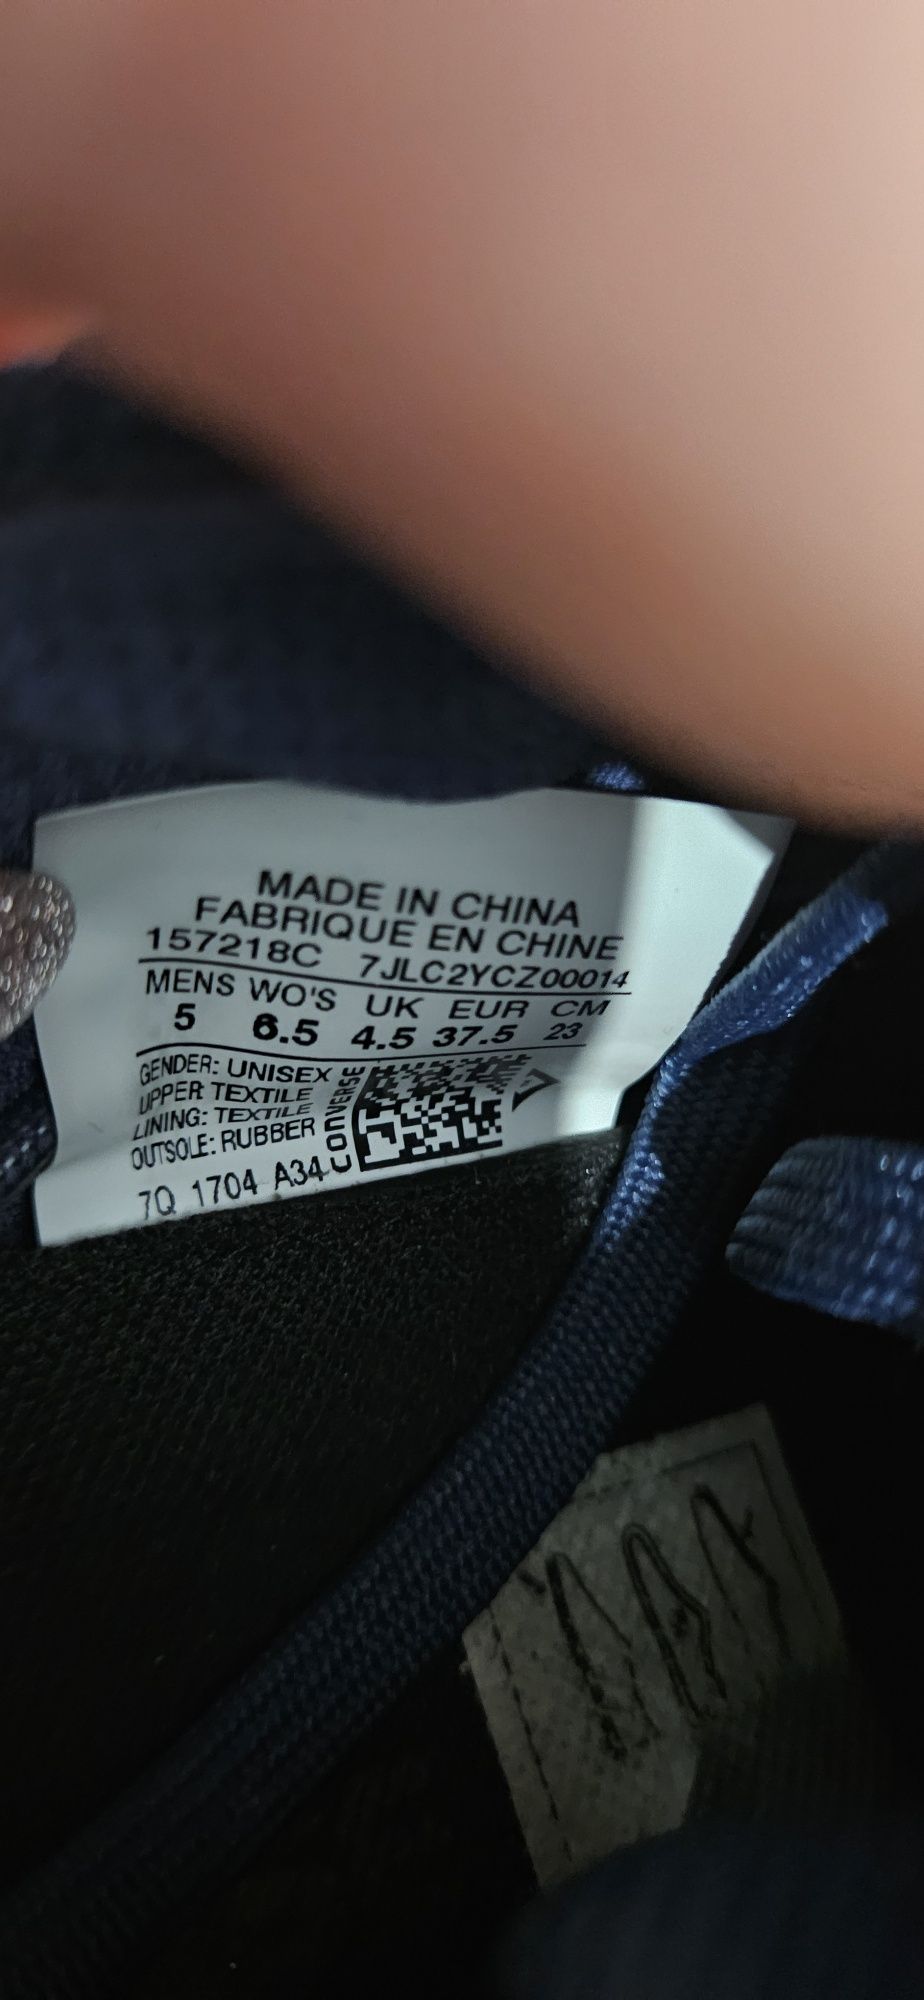 MADE IN CHINA
FABRIQUE EN CHINE
157218C 7JLC2YCZ00014
MENS WO'S UK EUR CM
5 6.5 4.5 37.5 23
GENDER: UNISEX
UPPER TEXTILE
LINING: TEXTILE
OUTSOLE: RUBBER
CONVERSE
7Q 1704 A34